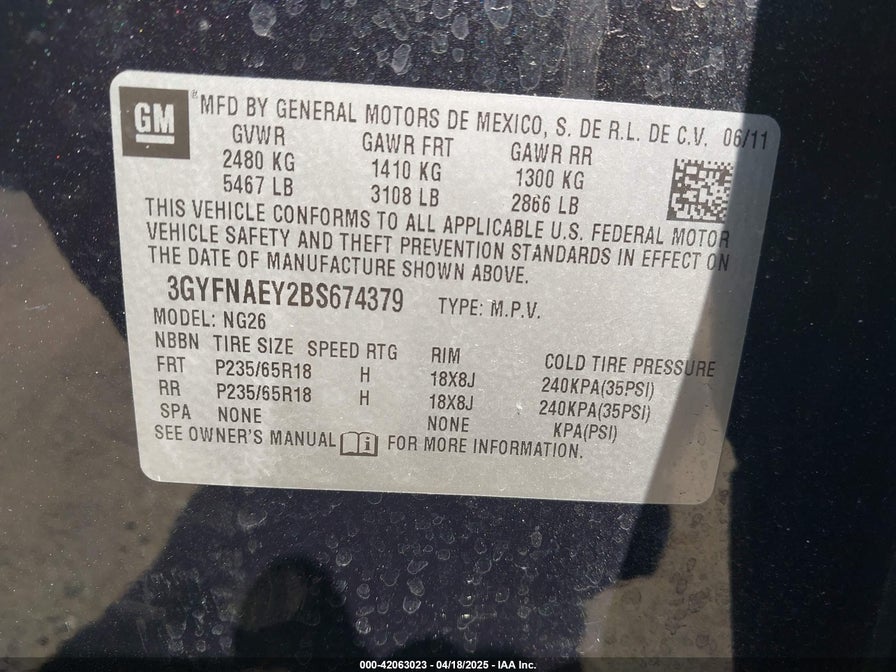 GM ® MFD BY GENERAL MOTORS DE MEXICO, S. DE R.L. DE C.V. 06/11
GVWR GAWR FRT GAWR RR
2480 KG 1410 KG 1300 KG
5467 LB 3108 LB 2866 LB
THIS VEHICLE CONFORMS TO ALL APPLICABLE U.S. FEDERAL MOTOR
VEHICLE SAFETY AND THEFT PREVENTION STANDARDS IN EFFECT ON
THE DATE OF MANUFACTURE SHOWN ABOVE.
3GYFNAEY2BS674379 TYPE: M.P.V.
MODEL: NG26
NBBN TIRE SIZE SPEED RTG RIM COLD TIRE PRESSURE
FRT P235/65R18 H 18X8J 240KPA(35PSI)
RR P235/65R18 H 18X8J 240KPA(35PSI)
SPA NONE NONE KPA(PSI)
SEE OWNER'S MANUAL i FOR MORE INFORMATION.
000-42063023 - 04/18/2025 - IAA Inc.